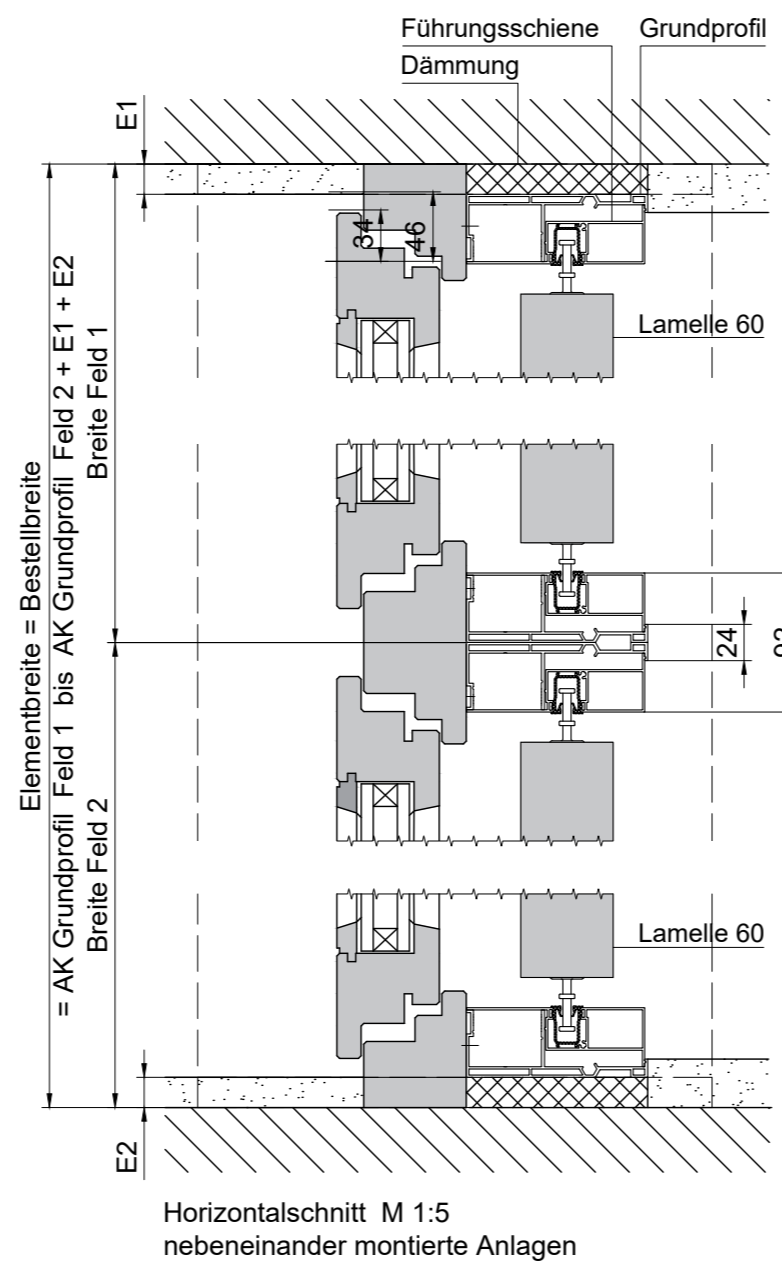 Führungsschiene
Grundprofil
Dämmung
E1
34
46
Lamelle 60
Elementbreite = Bestellbreite
= AK Grundprofil Feld 1 bis AK Grundprofil Feld 2 + E1 + E2
Breite Feld 1
Breite Feld 2
24
Lamelle 60
E2
Horizontalschnitt M 1:5
nebeneinander montierte Anlagen